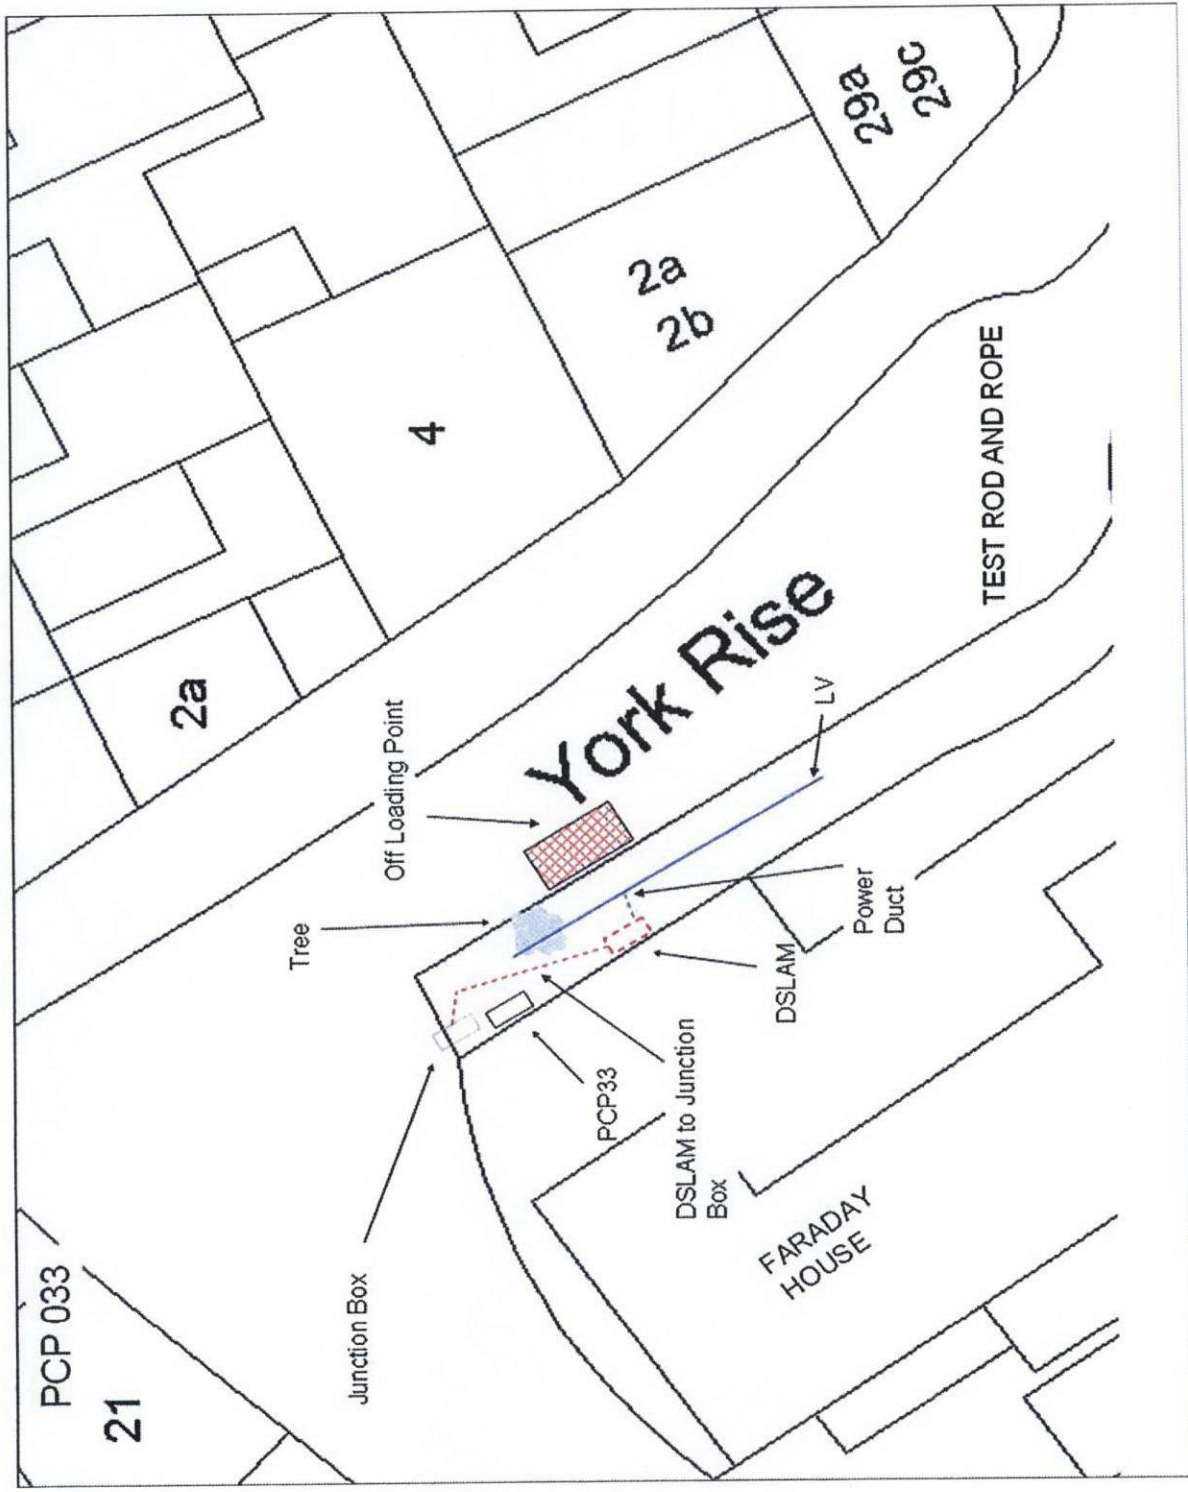 PCP 033
21
Junction Box
Tree
Off Loading Point
2a
4
2a
2b
29a
29c
York Rise
PCP33
DSLAM to Junction
Box
DSLAM
Power
Duct
LV
FARADAY
HOUSE
TEST ROD AND ROPE